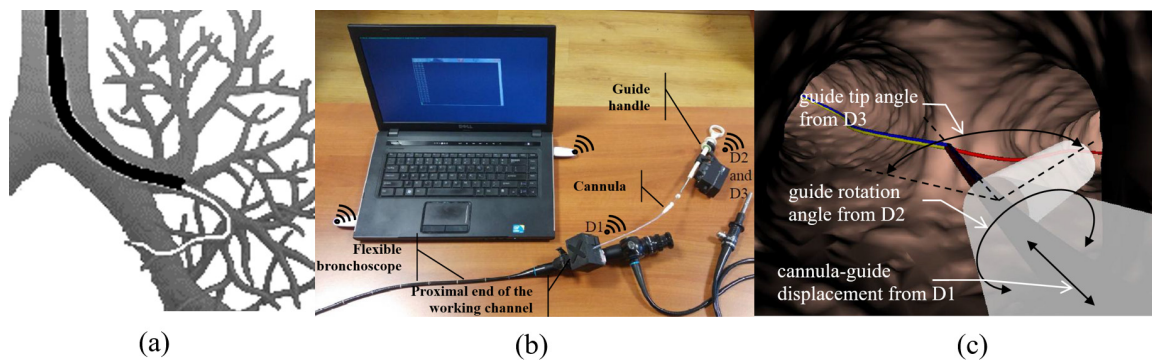 Guide
handle
D2
and
D3
Cannula
D1
Flexible
bronchoscope
Proximal end of the
working channel
DELL
guide tip angle
from D3
guide rotation
angle from D2
cannula-guide
displacement from D1
(a)
(b)
(c)